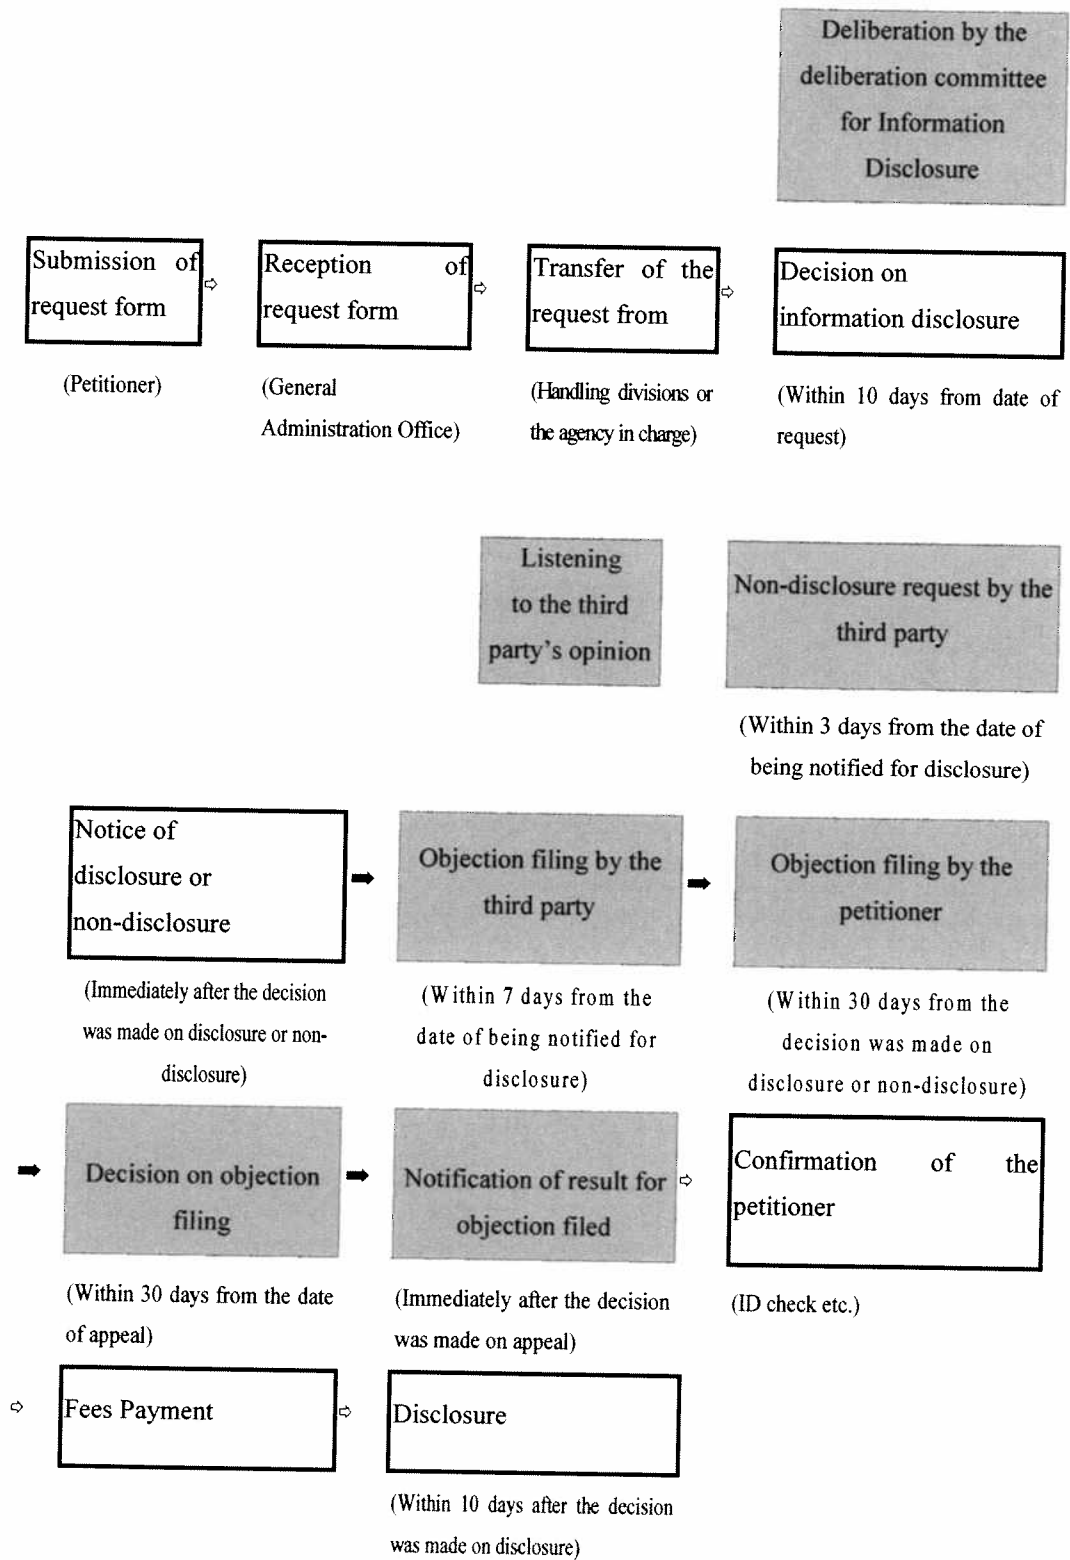 Deliberation by the
deliberation committee
for Information
Disclosure
Submission of
request form
Reception of
request form
Transfer of the
request from
Decision on
information disclosure
(Petitioner)
(General
Administration Office)
(Handling divisions or
the agency in charge)
(Within 10 days from date of
request)
Listening
to the third
party's opinion
Non-disclosure request by the
third party
(Within 3 days from the date of
being notified for disclosure)
Notice of
disclosure or
non-disclosure
Objection filing by the
third party
Objection filing by the
petitioner
(Immediately after the decision
was made on disclosure or non-
disclosure)
(Within 7 days from the
date of being notified for
disclosure)
(Within 30 days from the
decision was made on
disclosure or non-disclosure)
Decision on objection
filing
Notification of result for
objection filed
Confirmation of the
petitioner
(Within 30 days from the date
of appeal)
(Immediately after the decision
was made on appeal)
(ID check etc.)
Fees Payment
Disclosure
(Within 10 days after the decision
was made on disclosure)